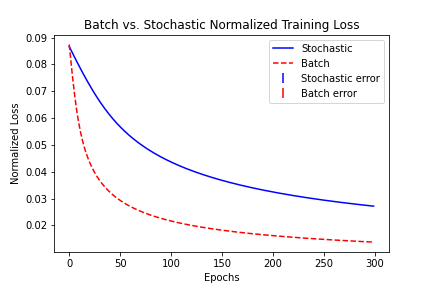 Batch vs. Stochastic Normalized Training Loss
0.09
0.08
0.07
0.06
0.05
0.04
0.03
0.02
Normalized Loss
Stochastic
Batch
Stochastic error
Batch error
0 50 100 150 200 250 300
Epochs